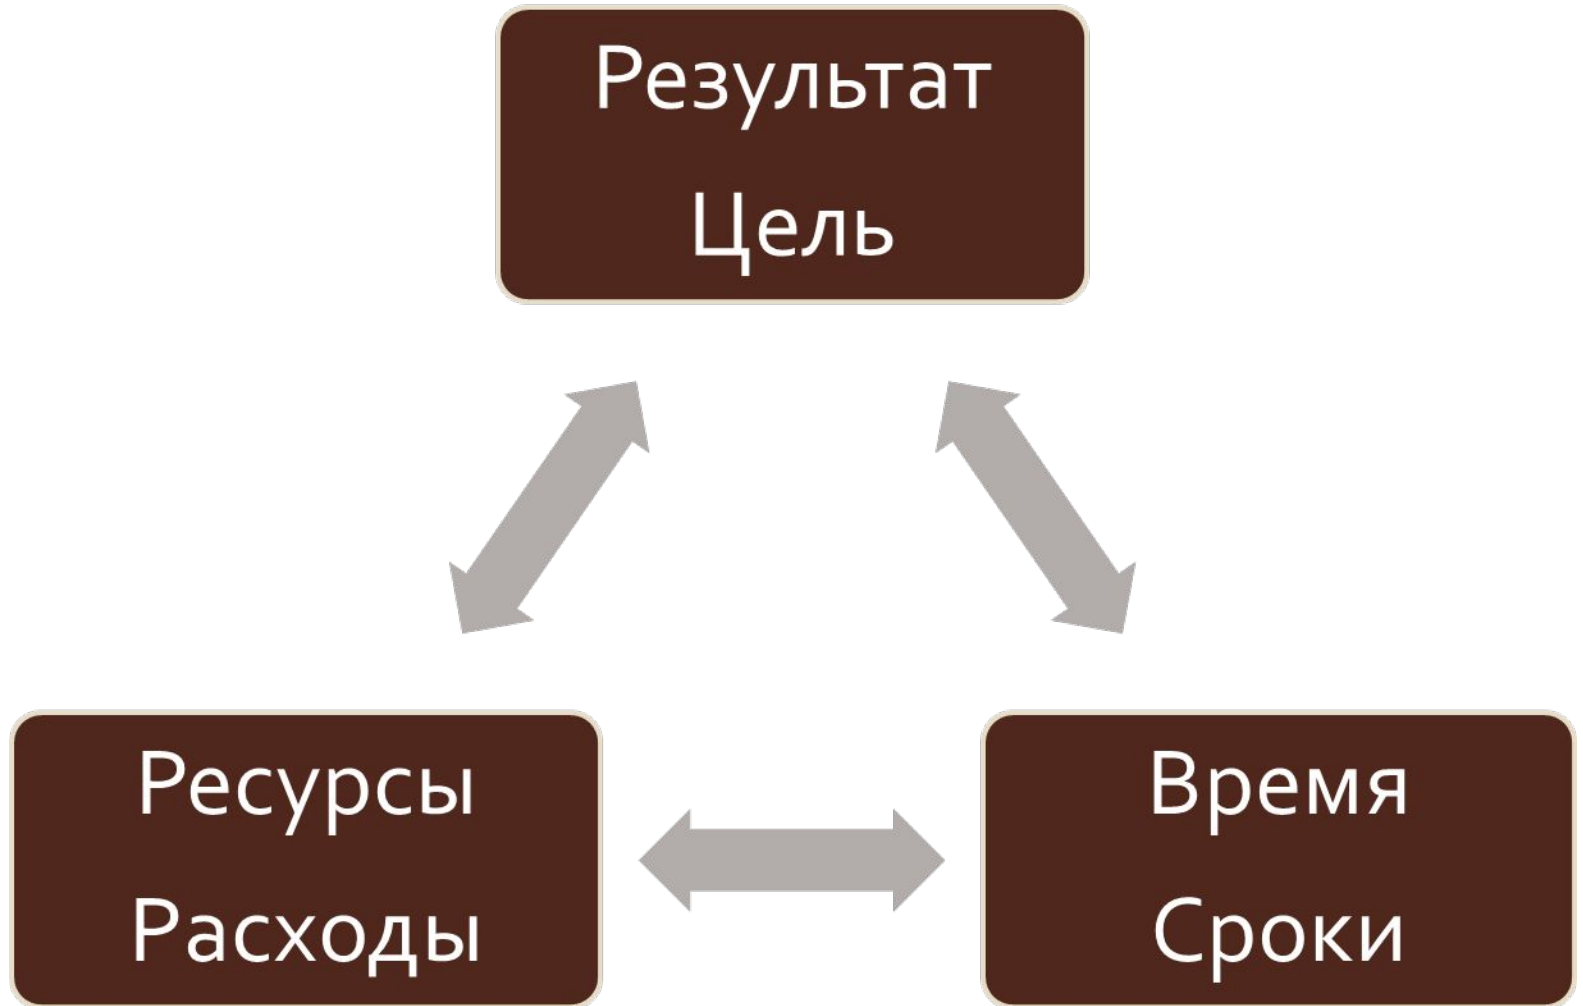 Результат
Цель
Ресурсы
Расходы
Время
Сроки